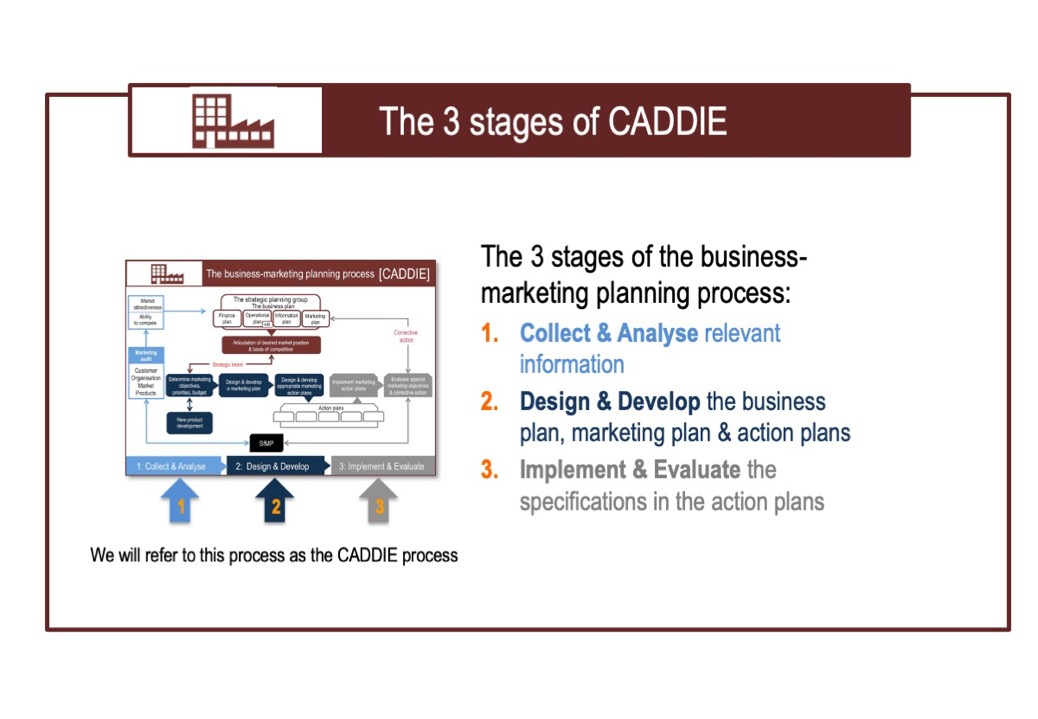 The 3 stages of CADDIE
The business-marketing planning process [CADDIE]
Market
attractiveness
Ability
to compete
Marketing
audit
Customer
Organisation
Market
Products
The strategic planning group
The business plan
Finance
plan
Operational
plan
Information
plan
Marketing
plan
Articulation of desired market position
& basis of competition
Corrective
action
Strategic Intent
Determine marketing
objectives,
priorities, budget
Design & develop
a marketing plan
Design & develop
appropriate marketing
action plans
Implement marketing
action plans
Evaluate against
marketing objectives
& corrective action
New product
development
Action plans
SfMP
1: Collect & Analyse
2: Design & Develop
3: Implement & Evaluate
1
2
3
We will refer to this process as the CADDIE process
The 3 stages of the business-
marketing planning process:
1. Collect & Analyse relevant
information
2. Design & Develop the business
plan, marketing plan & action plans
3. Implement & Evaluate the
specifications in the action plans